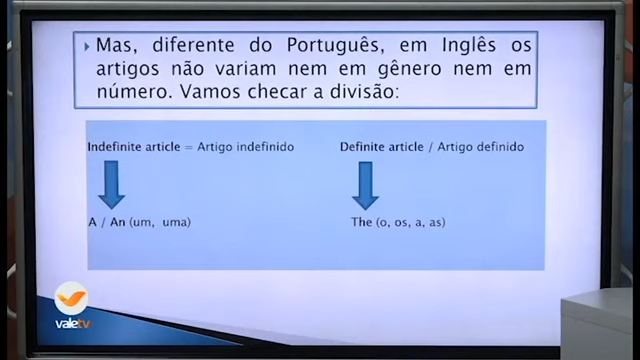 Mas, diferente do Português, em Inglês os
artigos não variam nem em gênero nem em
número. Vamos checar a divisão:
Indefinite article = Artigo indefinido
Definite article / Artigo definido
A / An (um, uma)
The (o, os, a, as)
valetv